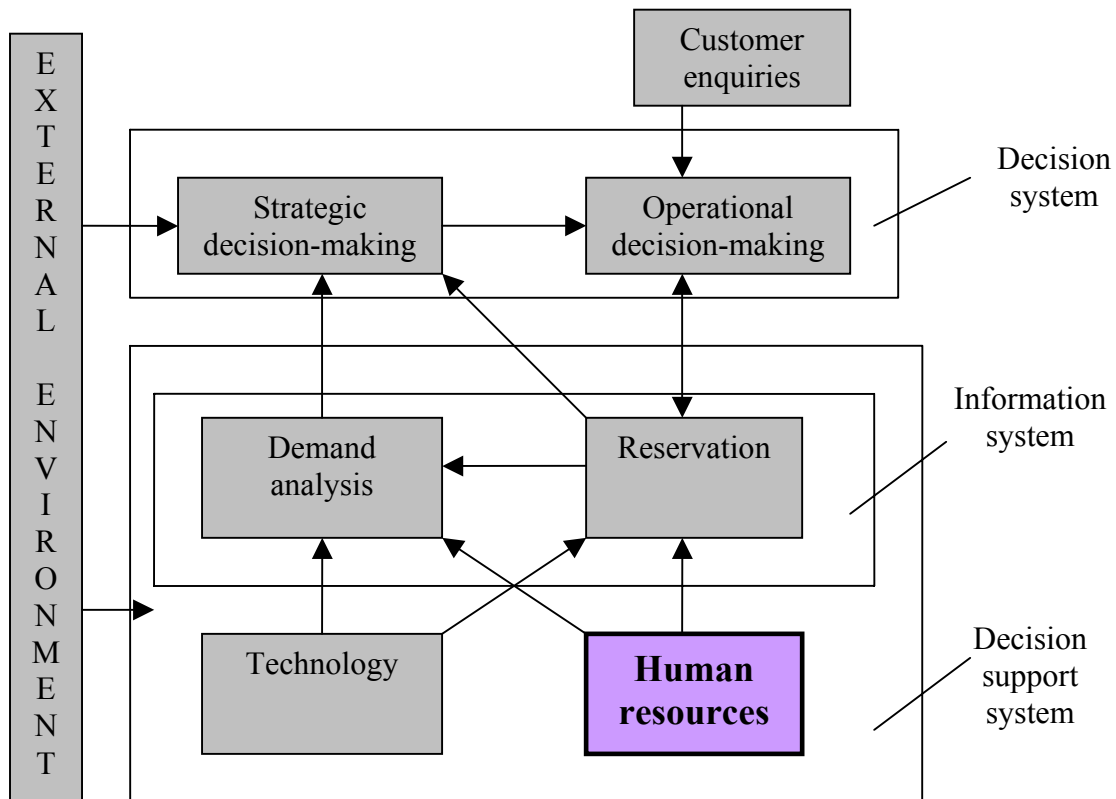 E
X
T
E
R
N
A
L
E
N
V
I
R
O
N
M
E
N
T
Customer
enquiries
Decision
system
Strategic
decision-making
Operational
decision-making
Information
system
Demand
analysis
Reservation
Decision
support
system
Technology
Human
resources